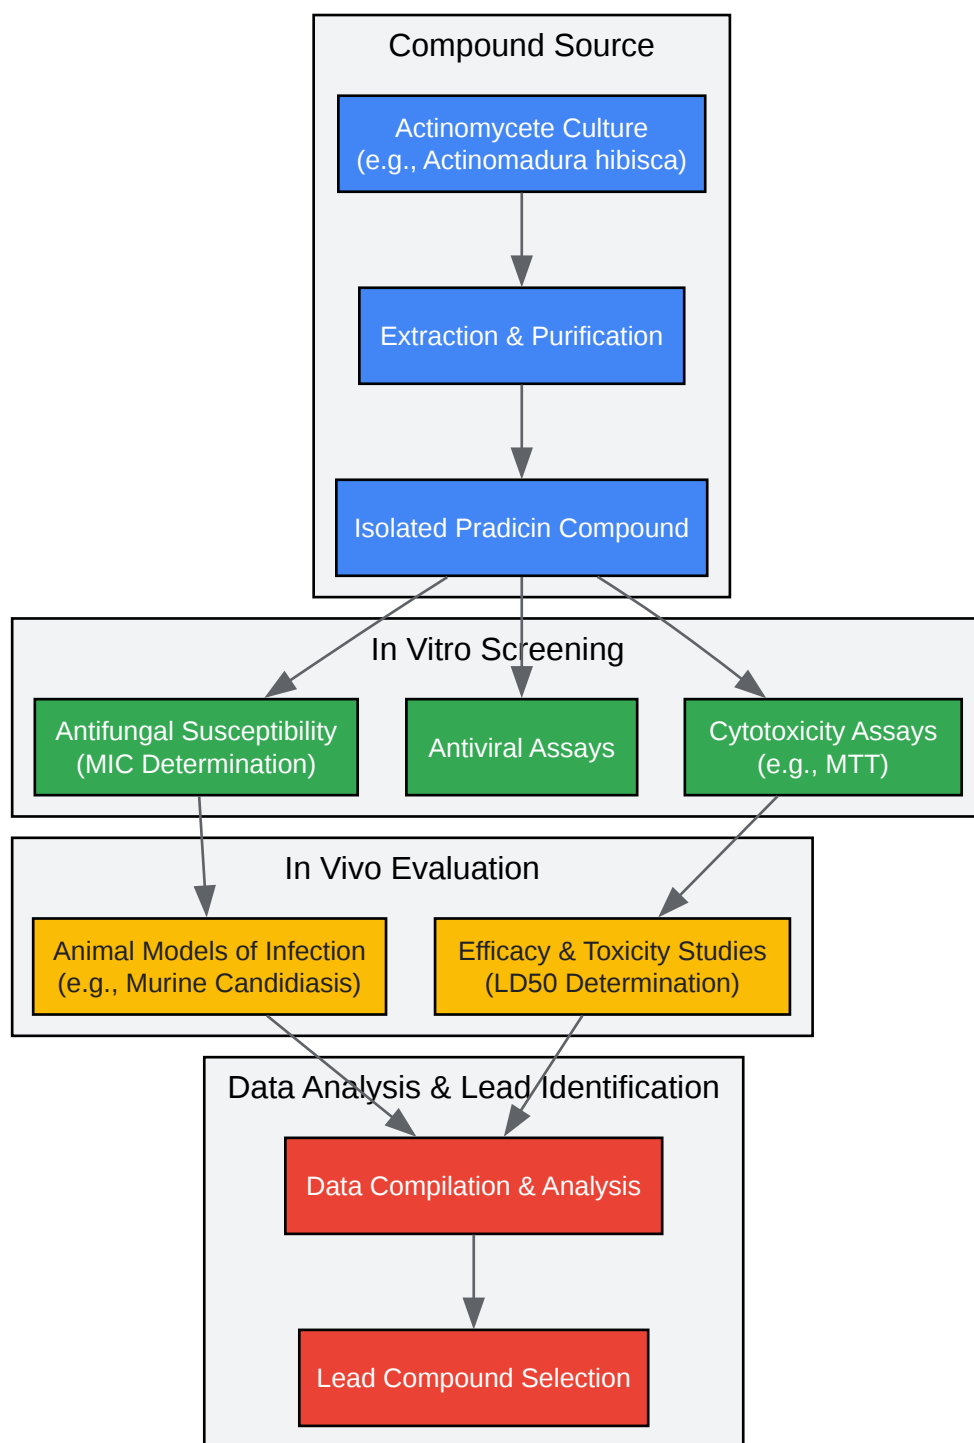 Compound Source
Actinomycete Culture
(e.g., Actinomadura hibisca)
Extraction & Purification
Isolated Pradicin Compound
In Vitro Screening
Antifungal Susceptibility
(MIC Determination)
Antiviral Assays
Cytotoxicity Assays
(e.g., MTT)
In Vivo Evaluation
Animal Models of Infection
(e.g., Murine Candidiasis)
Efficacy & Toxicity Studies
(LD50 Determination)
Data Analysis & Lead Identification
Data Compilation & Analysis
Lead Compound Selection